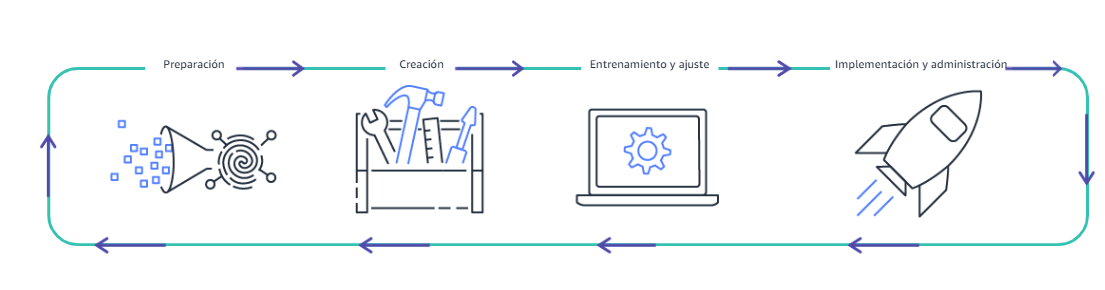 Preparación
Creación
Entrenamiento y ajuste
Implementación y administración